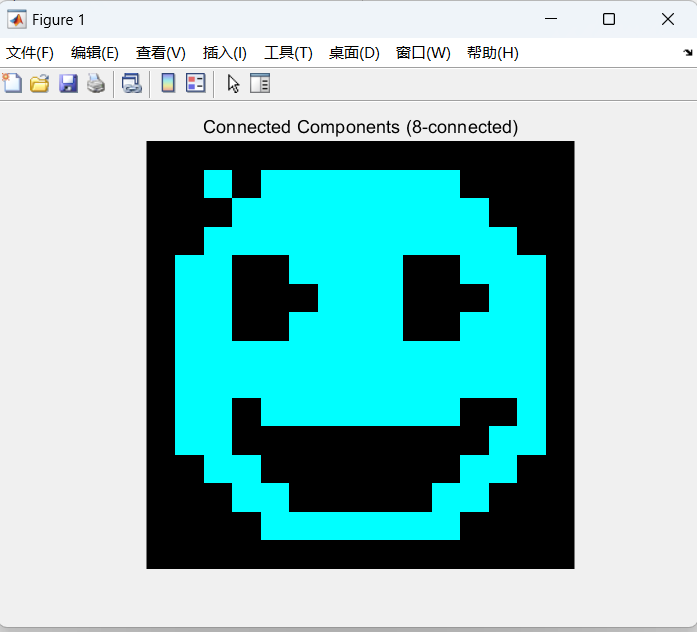 Figure 1
文件(F) 编辑(E) 查看(V) 插入(I) 工具(T) 桌面(D) 窗口(W) 帮助(H)
Connected Components (8-connected)